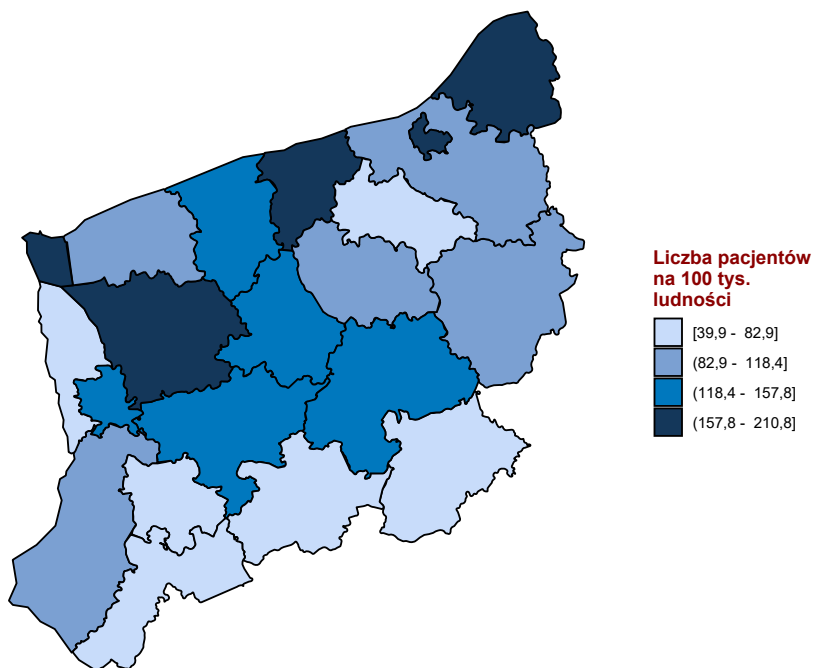 Liczba pacjentów
na 100 tys.
ludności
[39,9 - 82,9]
(82,9 - 118,4]
(118,4 - 157,8]
(157,8 - 210,8]